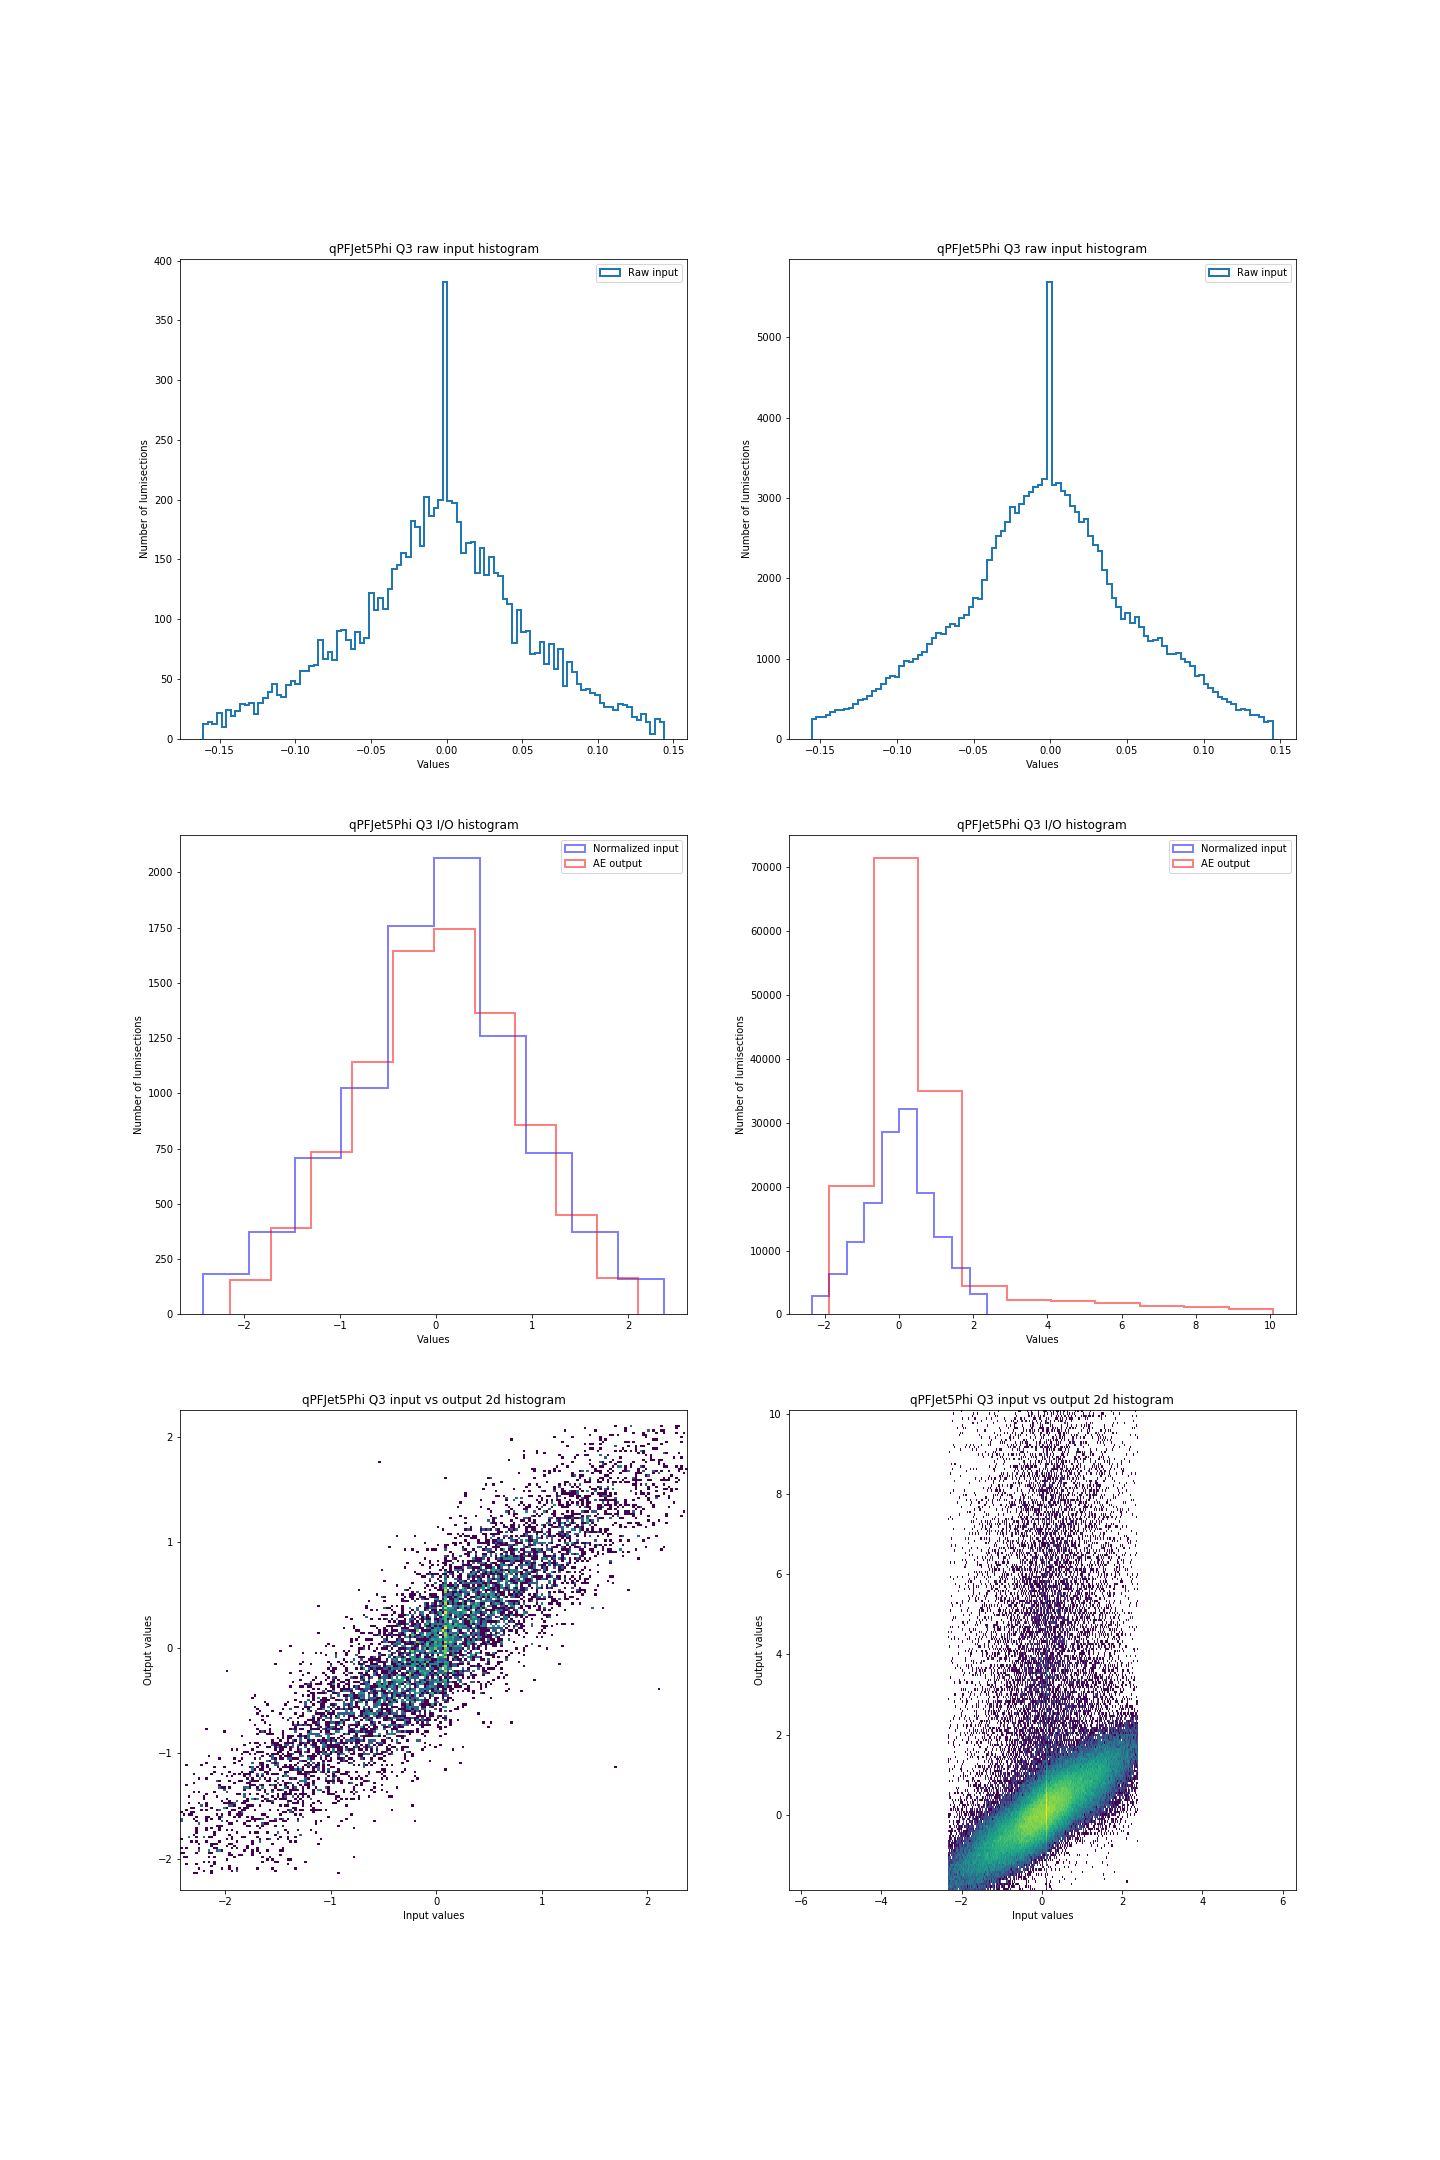 qPFJet5Phi Q3 raw input histogram
Raw input
400
350
300
250
200
150
100
50
0
Number of lumisections
−0.15 −0.10 −0.05 0.00 0.05 0.10 0.15
Values
qPFJet5Phi Q3 raw input histogram
Raw input
5000
4000
3000
2000
1000
0
Number of lumisections
−0.15 −0.10 −0.05 0.00 0.05 0.10 0.15
Values
qPFJet5Phi Q3 I/O histogram
Normalized input
AE output
2000
1750
1500
1250
1000
750
500
250
0
Number of lumisections
−2 −1 0 1 2
Values
qPFJet5Phi Q3 I/O histogram
Normalized input
AE output
70000
60000
50000
40000
30000
20000
10000
0
Number of lumisections
−2 0 2 4 6 8 10
Values
qPFJet5Phi Q3 input vs output 2d histogram
2
1
0
−1
−2
Output values
−2 −1 0 1 2
Input values
qPFJet5Phi Q3 input vs output 2d histogram
10
8
6
4
2
0
Output values
−6 −4 −2 0 2 4 6
Input values